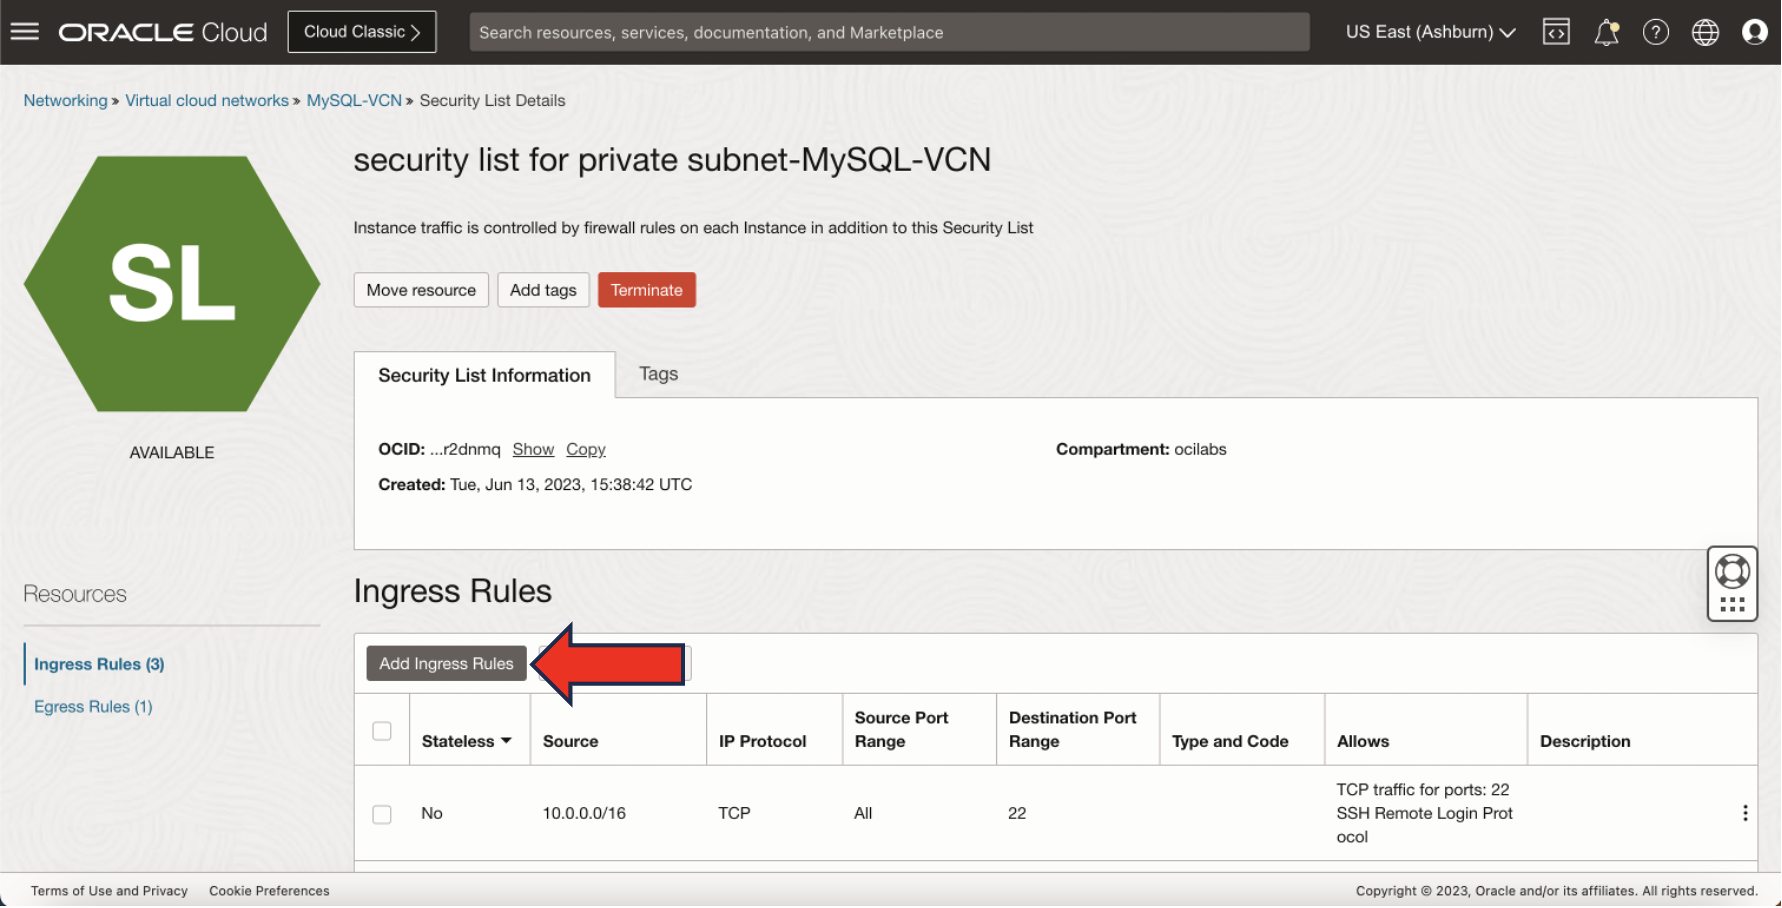 ORACLE Cloud
Cloud Classic
Search resources, services, documentation, and Marketplace
US East (Ashburn)
Networking » Virtual cloud networks » MySQL-VCN » Security List Details
SL
AVAILABLE
security list for private subnet-MySQL-VCN
Instance traffic is controlled by firewall rules on each Instance in addition to this Security List
Move resource Add tags Terminate
Security List Information Tags
OCID: ...r2dnmq Show Copy
Compartment: ocilabs
Created: Tue, Jun 13, 2023, 15:38:42 UTC
Resources
Ingress Rules (3)
Egress Rules (1)
Ingress Rules
Add Ingress Rules
Stateless Source IP Protocol Source Port Range Destination Port Range Type and Code Allows Description
No 10.0.0.0/16 TCP All 22
TCP traffic for ports: 22
SSH Remote Login Prot
ocol
Terms of Use and Privacy Cookie Preferences
Copyright © 2023, Oracle and/or its affiliates. All rights reserved.